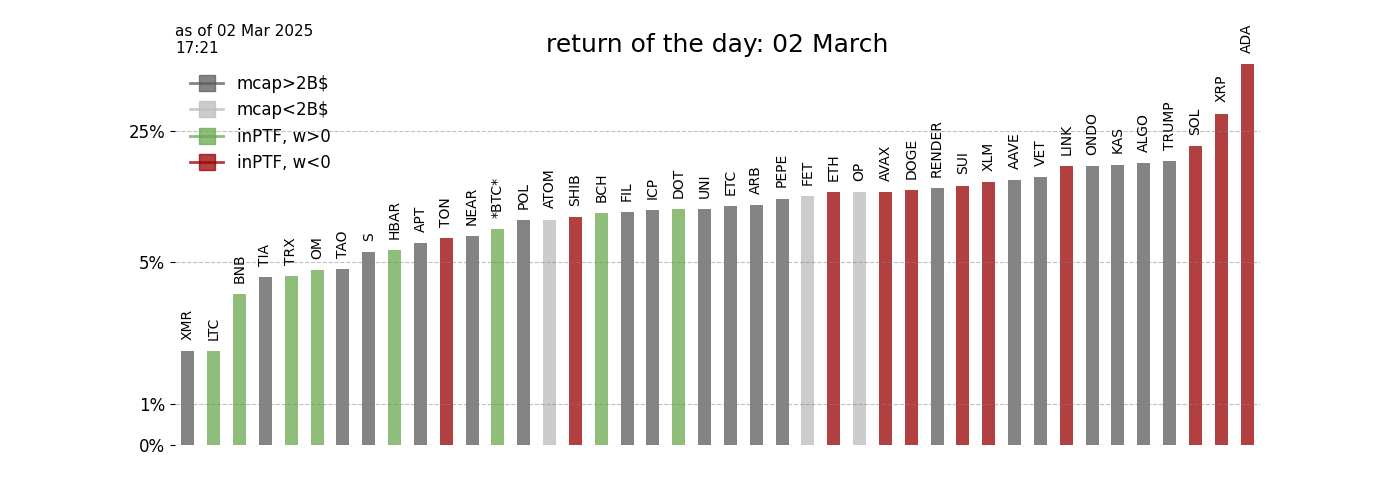 as of 02 Mar 2025
17:21
return of the day: 02 March
mcap>2B$
mcap<2B$
inPTF, w>0
inPTF, w<0
25%
5%
1%
0%
XMR
LTC
BNB
TIA
TRX
OM
TAO
S
HBAR
APT
TON
NEAR
*BTC*
POL
ATOM
SHIB
BCH
FIL
ICP
DOT
UNI
ETC
ARB
PEPE
FET
ETH
OP
AVAX
DOGE
RENDER
SUI
XLM
AAVE
VET
LINK
ONDO
KAS
ALGO
TRUMP
SOL
XRP
ADA